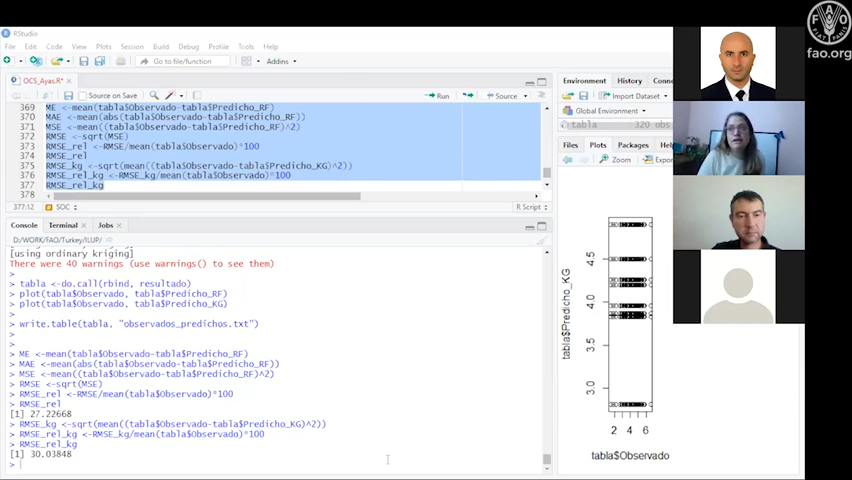 RStudio
File Edit Code View Plots Session Build Debug Profile Tools Help
Go to file/function
Addins
OCS_Ayas.R*
Source on Save
Run
Source
369 ME <-mean(tabla$Observado-tabla$Predicho_RF)
370 MAE <-mean(abs(tabla$Observado-tabla$Predicho_RF))
371 MSE <-mean((tabla$Observado-tabla$Predicho_RF)^2)
372 RMSE <-sqrt(MSE)
373 RMSE_rel <-RMSE/mean(tabla$Observado)*100
374 RMSE_rel
375 RMSE_kg <-sqrt(mean((tabla$Observado-tabla$Predicho_KG)^2))
376 RMSE_rel_kg <-RMSE_kg/mean(tabla$Observado)*100
377 RMSE_rel_kg
378
377:12 SOC R Script
Console Terminal Jobs
D:/WORK/FAO/Turkey/ILUP/
[using ordinary kriging]
[using ordinary kriging]
There were 40 warnings (use warnings() to see them)
>
> tabla <-do.call(rbind, resultado)
> plot(tabla$Observado, tabla$Predicho_RF)
> plot(tabla$Observado, tabla$Predicho_KG)
>
> write.table(tabla, "observados_predichos.txt")
>
>
> ME <-mean(tabla$Observado-tabla$Predicho_RF)
> MAE <-mean(abs(tabla$Observado-tabla$Predicho_RF))
> MSE <-mean((tabla$Observado-tabla$Predicho_RF)^2)
> RMSE <-sqrt(MSE)
> RMSE_rel <-RMSE/mean(tabla$Observado)*100
> RMSE_rel
[1] 27.22668
> RMSE_kg <-sqrt(mean((tabla$Observado-tabla$Predicho_KG)^2))
> RMSE_rel_kg <-RMSE_kg/mean(tabla$Observado)*100
> RMSE_rel_kg
[1] 30.03848
>
Environment History Conne
Import Dataset
Global Environment
tabla 320 obs
Files Plots Packages
Zoom Export
tabla$Predicho_KG
4.5
4.0
3.5
3.0
2 4 6
tabla$Observado
FAO
FIAT PANIS
fao.org